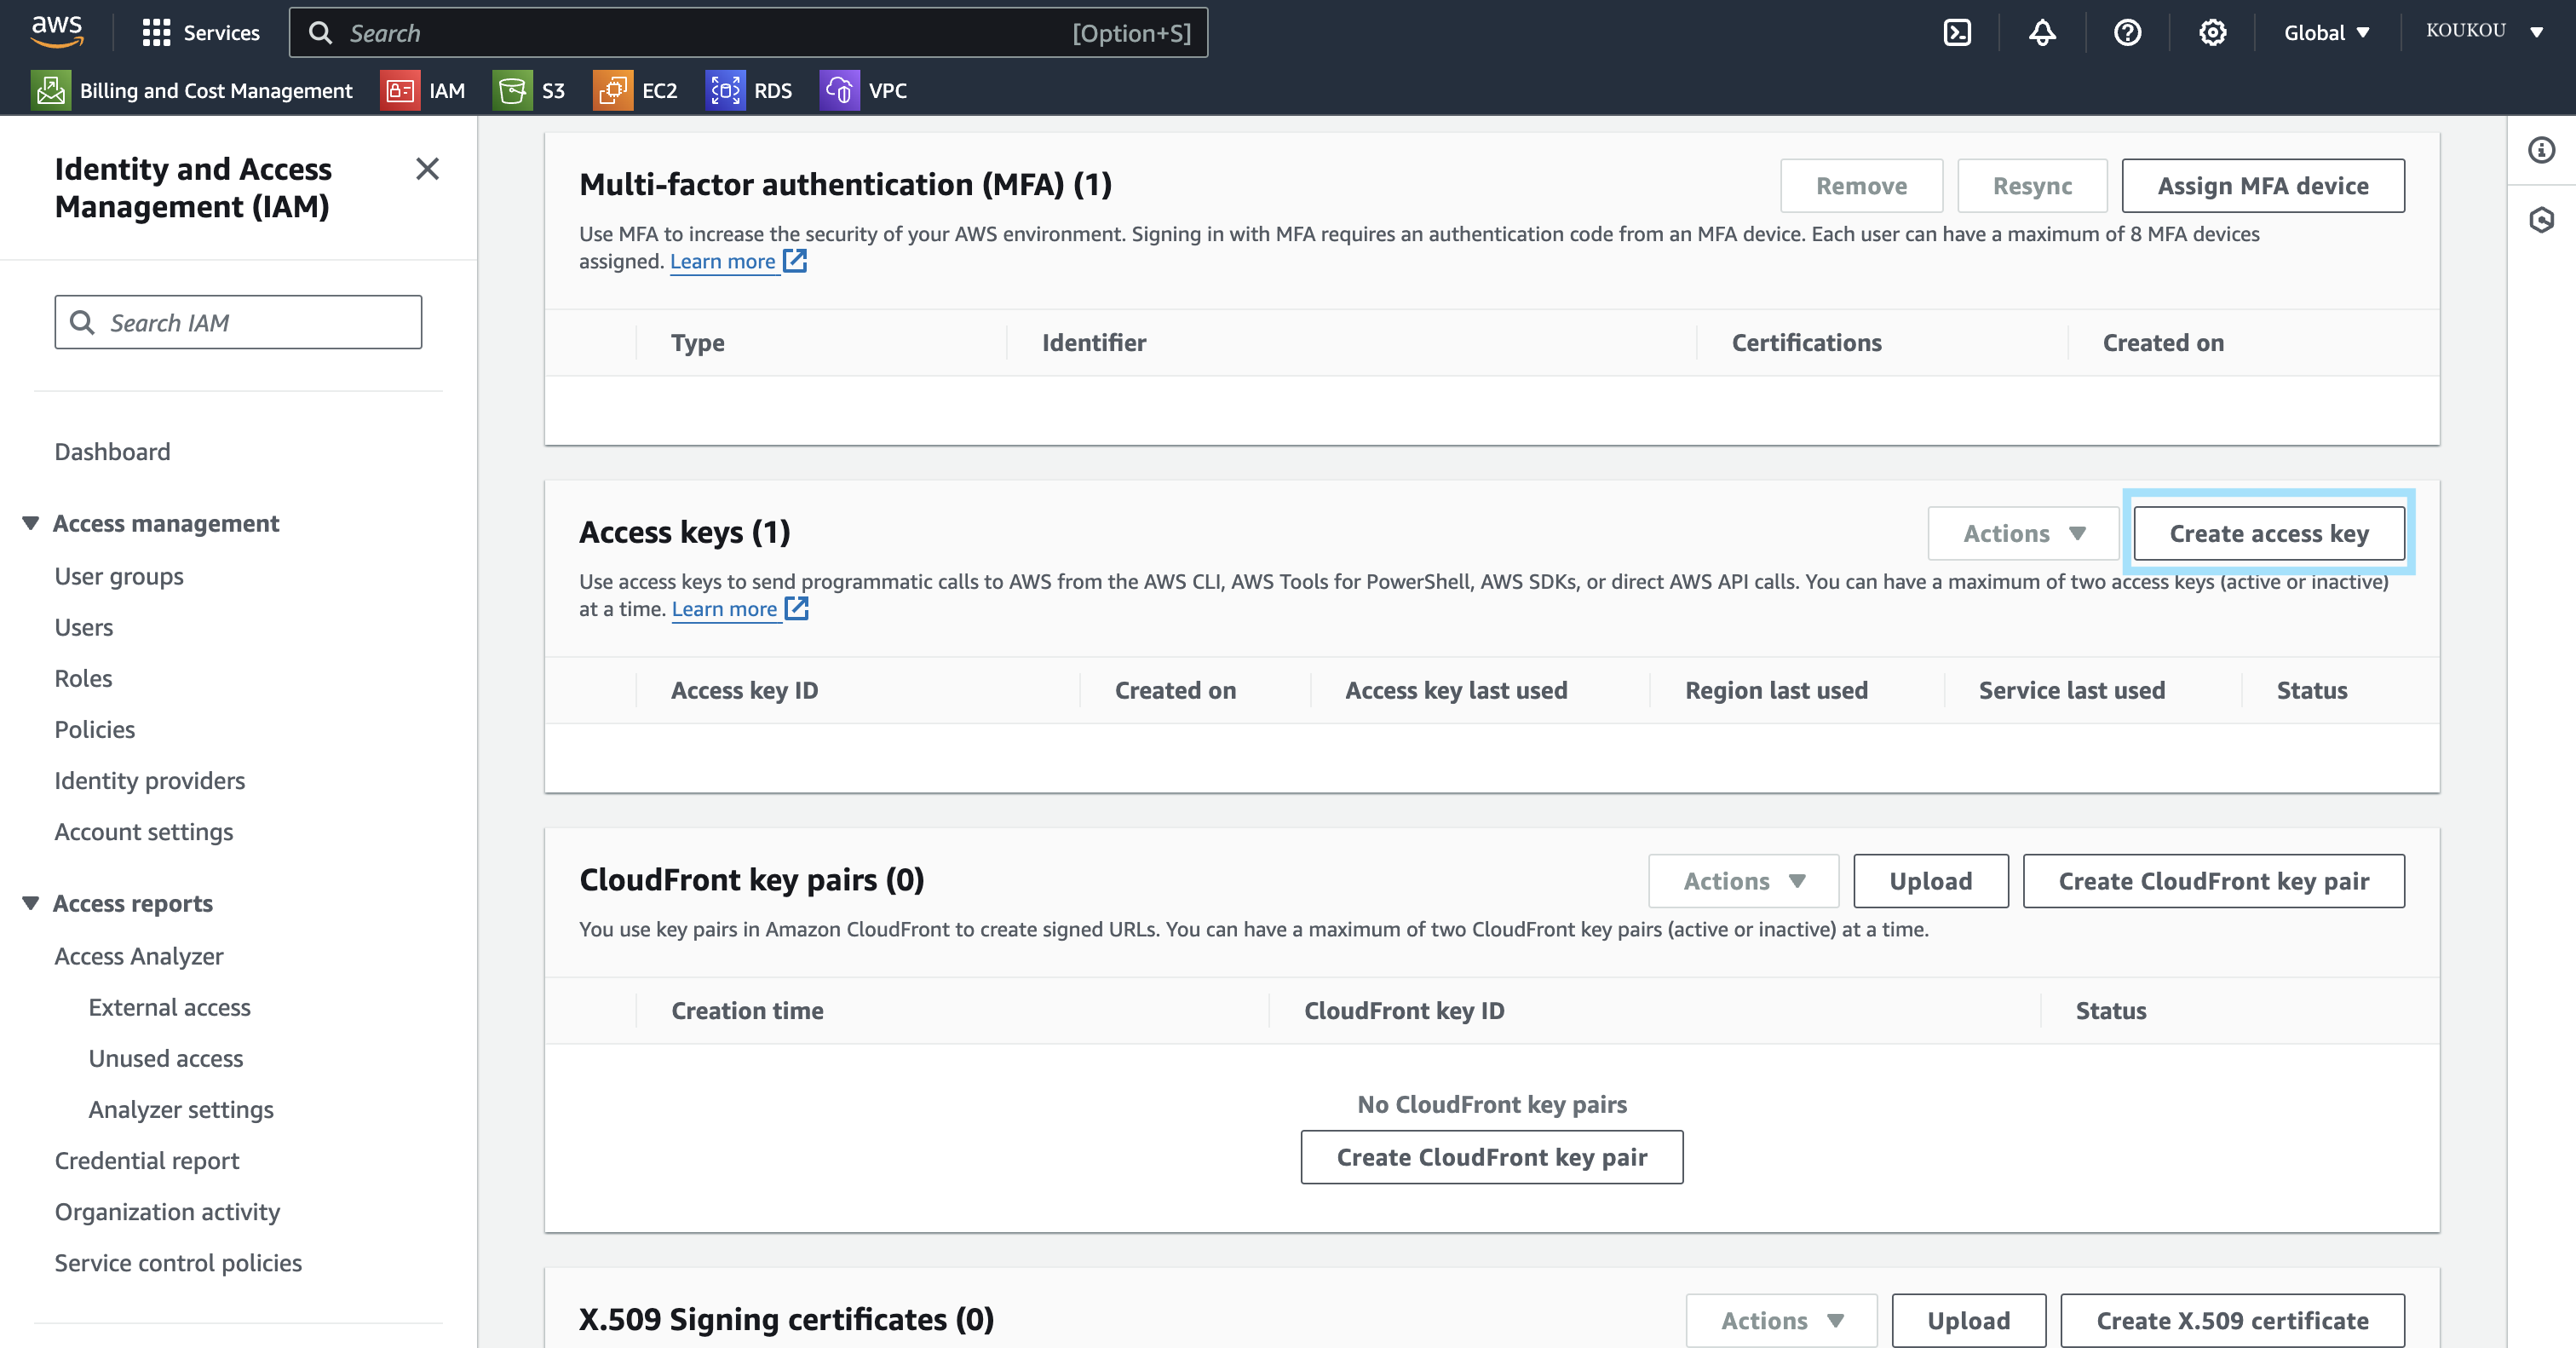 aws
Services
Search
[Option+S]
Global
KOUKOU
Billing and Cost Management
IAM
S3
EC2
RDS
VPC
Identity and Access
Management (IAM)
Search IAM
Dashboard
Access management
User groups
Users
Roles
Policies
Identity providers
Account settings
Access reports
Access Analyzer
External access
Unused access
Analyzer settings
Credential report
Organization activity
Service control policies
Multi-factor authentication (MFA) (1)
Remove
Resync
Assign MFA device
Use MFA to increase the security of your AWS environment. Signing in with MFA requires an authentication code from an MFA device. Each user can have a maximum of 8 MFA devices
assigned. Learn more
Type
Identifier
Certifications
Created on
Access keys (1)
Actions
Create access key
Use access keys to send programmatic calls to AWS from the AWS CLI, AWS Tools for PowerShell, AWS SDKs, or direct AWS API calls. You can have a maximum of two access keys (active or inactive)
at a time. Learn more
Access key ID
Created on
Access key last used
Region last used
Service last used
Status
CloudFront key pairs (0)
Actions
Upload
Create CloudFront key pair
You use key pairs in Amazon CloudFront to create signed URLs. You can have a maximum of two CloudFront key pairs (active or inactive) at a time.
Creation time
CloudFront key ID
Status
No CloudFront key pairs
Create CloudFront key pair
X.509 Signing certificates (0)
Actions
Upload
Create X.509 certificate